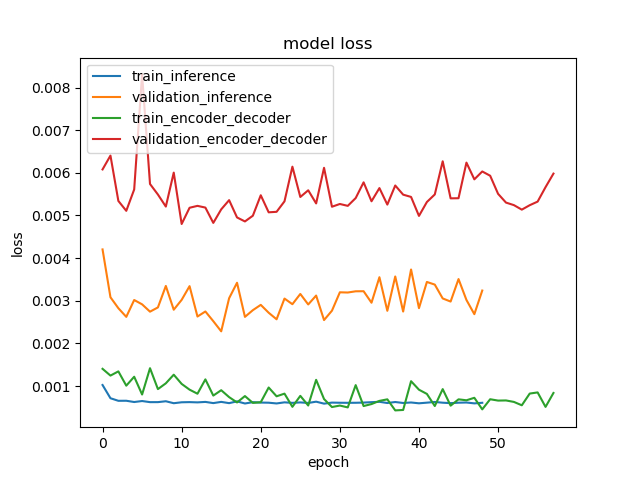 model loss
train_inference
validation_inference
train_encoder_decoder
validation_encoder_decoder
0.008
0.007
0.006
0.005
0.004
0.003
0.002
0.001
loss
0 10 20 30 40 50
epoch